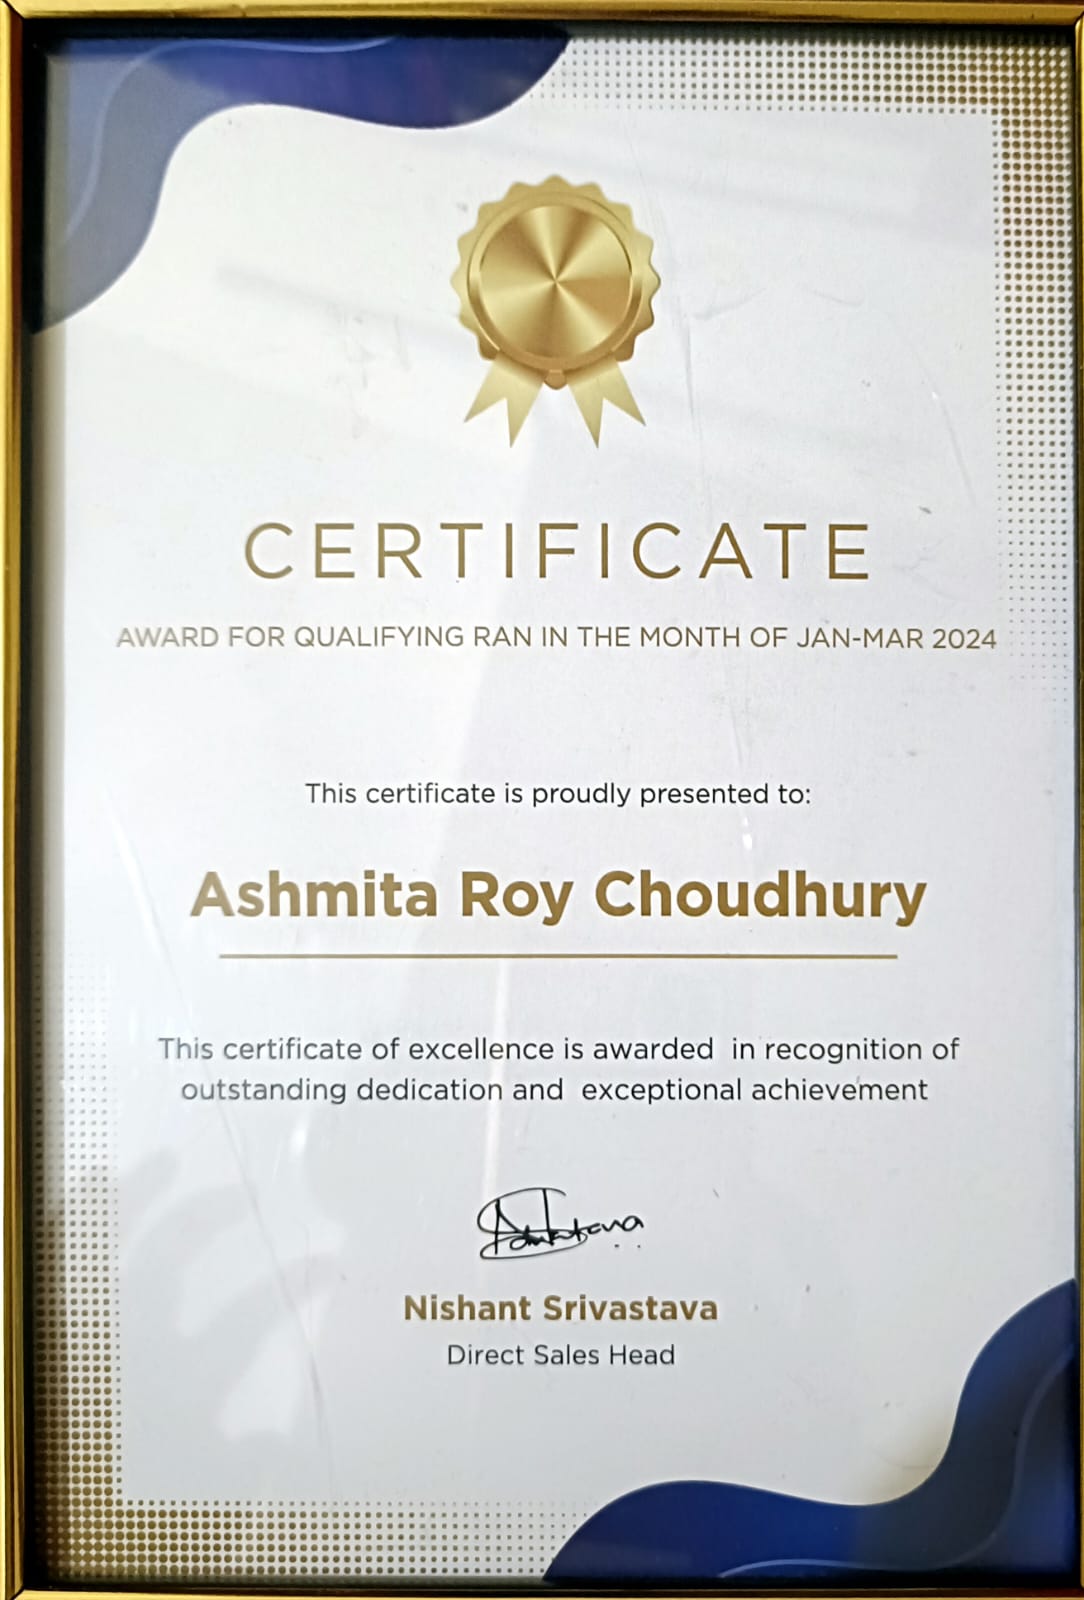 CERTIFICATE
AWARD FOR QUALIFYING RAN IN THE MONTH OF JAN-MAR 2024
This certificate is proudly presented to:
Ashmita Roy Choudhury
This certificate of excellence is awarded in recognition of
outstanding dedication and exceptional achievement
Nishant Srivastava
Direct Sales Head